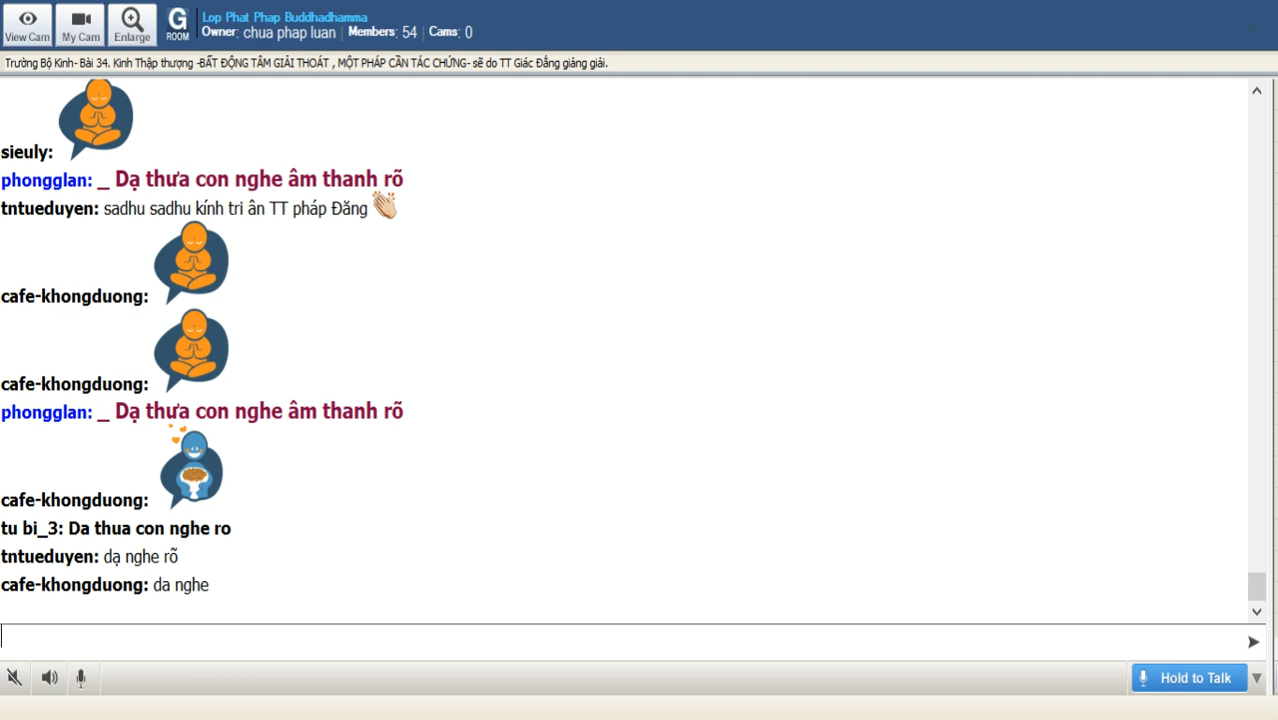 View Cam
My Cam
Enlarge
G
ROOM
Lop Phat Phap Buddhadhamma
Owner: chua phap luan | Members: 54 | Cams: 0
Trường Bộ Kinh- Bài 34. Kinh Thập thượng -BẤT ĐỘNG TÂM GIẢI THOÁT , MỘT PHÁP CẦN TÁC CHỨNG- sẽ do TT Giác Đẳng giảng giải.
sieuly:
phongglan: _ Dạ thưa con nghe âm thanh rõ
tntueduyen: sadhu sadhu kính tri ân TT pháp Đăng
cafe-khongduong:
cafe-khongduong:
phongglan: _ Dạ thưa con nghe âm thanh rõ
cafe-khongduong:
tu bi_3: Da thua con nghe ro
tntueduyen: dạ nghe rõ
cafe-khongduong: da nghe
Hold to Talk